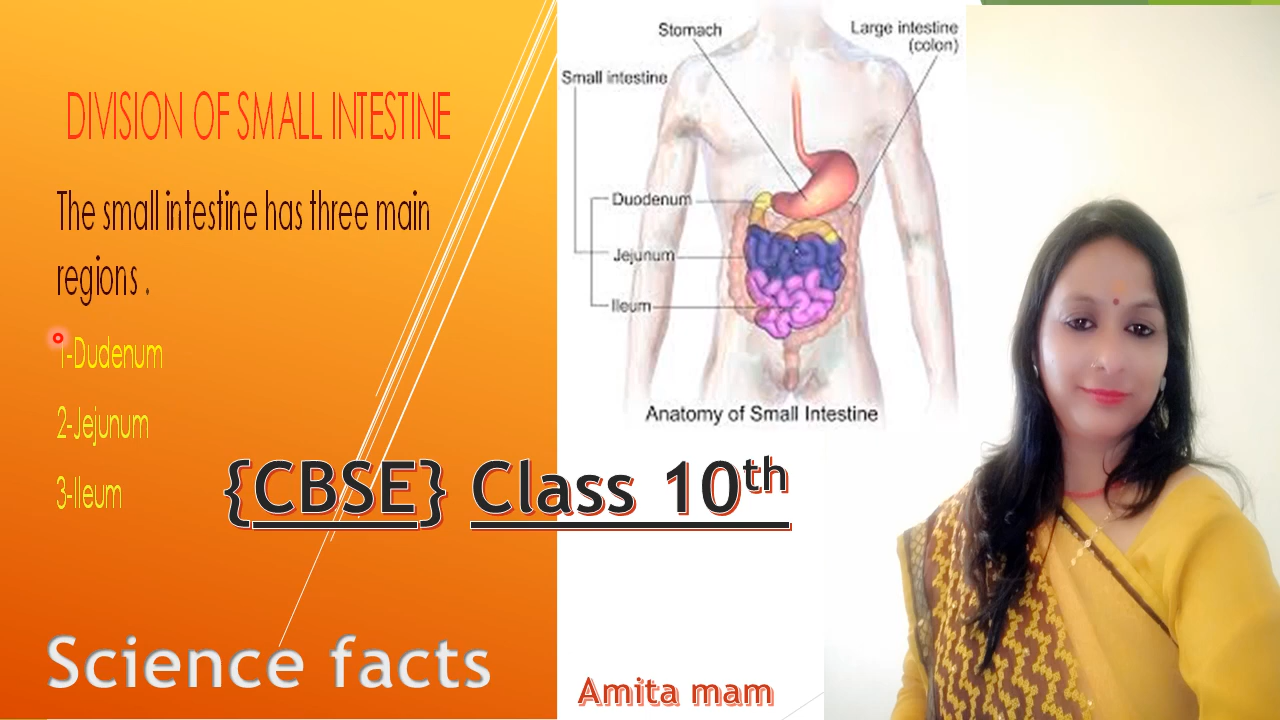 DIVISION OF SMALL INTESTINE
The small intestine has three main
regions .
1-Dudenum
2-Jejunum
3-Ileum
Stomach
Large intestine
(colon)
Small intestine
Duodenum
Jejunum
Ileum
Anatomy of Small Intestine
{CBSE} Class 10th
Science facts
Amita mam